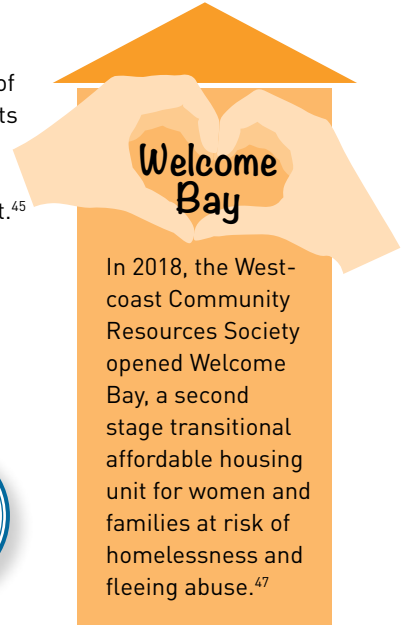 of
ts
t.45
Welcome
Bay
In 2018, the West-
coast Community
Resources Society
opened Welcome
Bay, a second
stage transitional
affordable housing
unit for women and
families at risk of
homelessness and
fleeing abuse.47